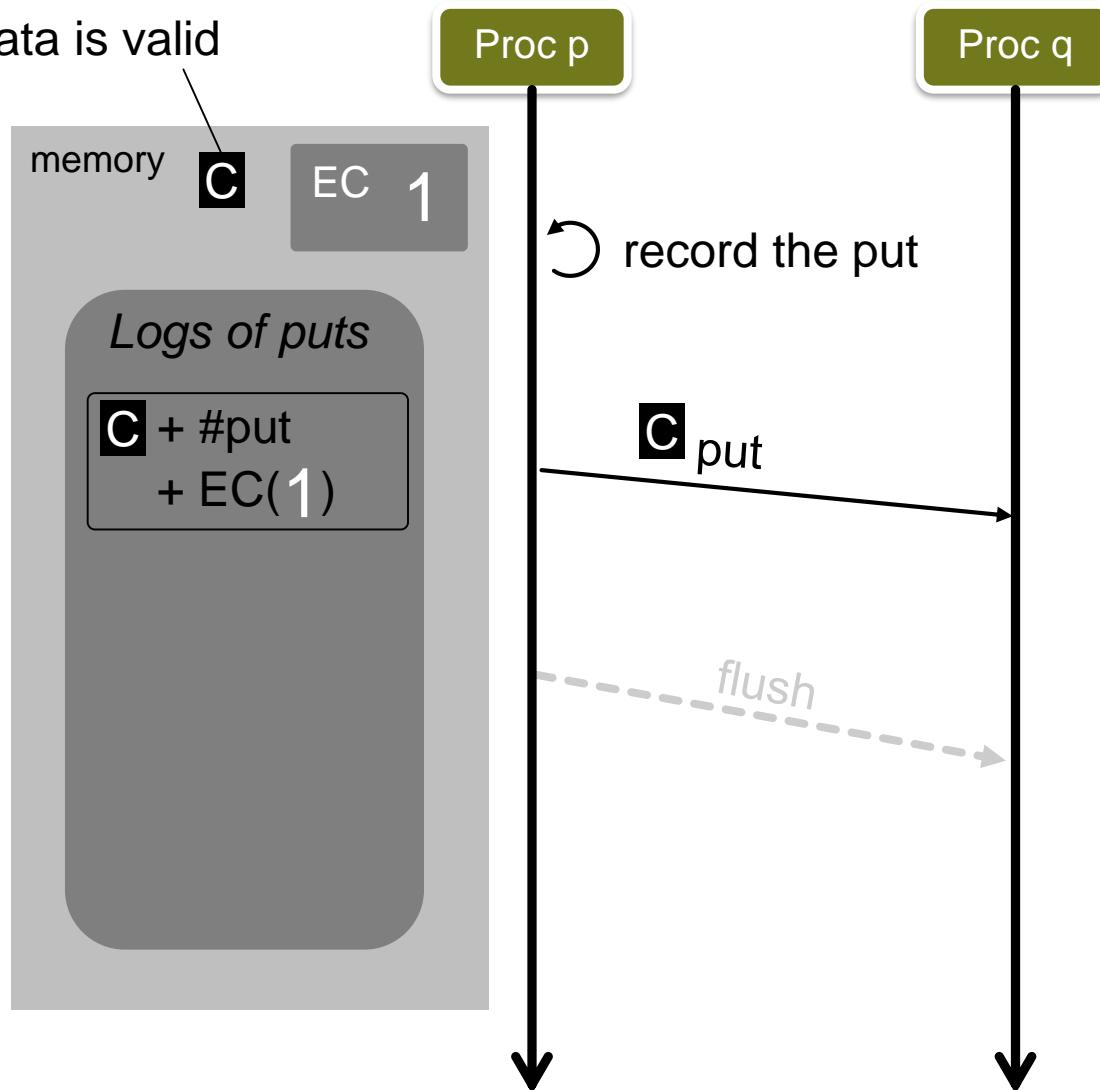 ata is valid
Proc p
Proc q
memory
C
EC 1
record the put
Logs of puts
C + #put
+ EC(1)
C put
flush